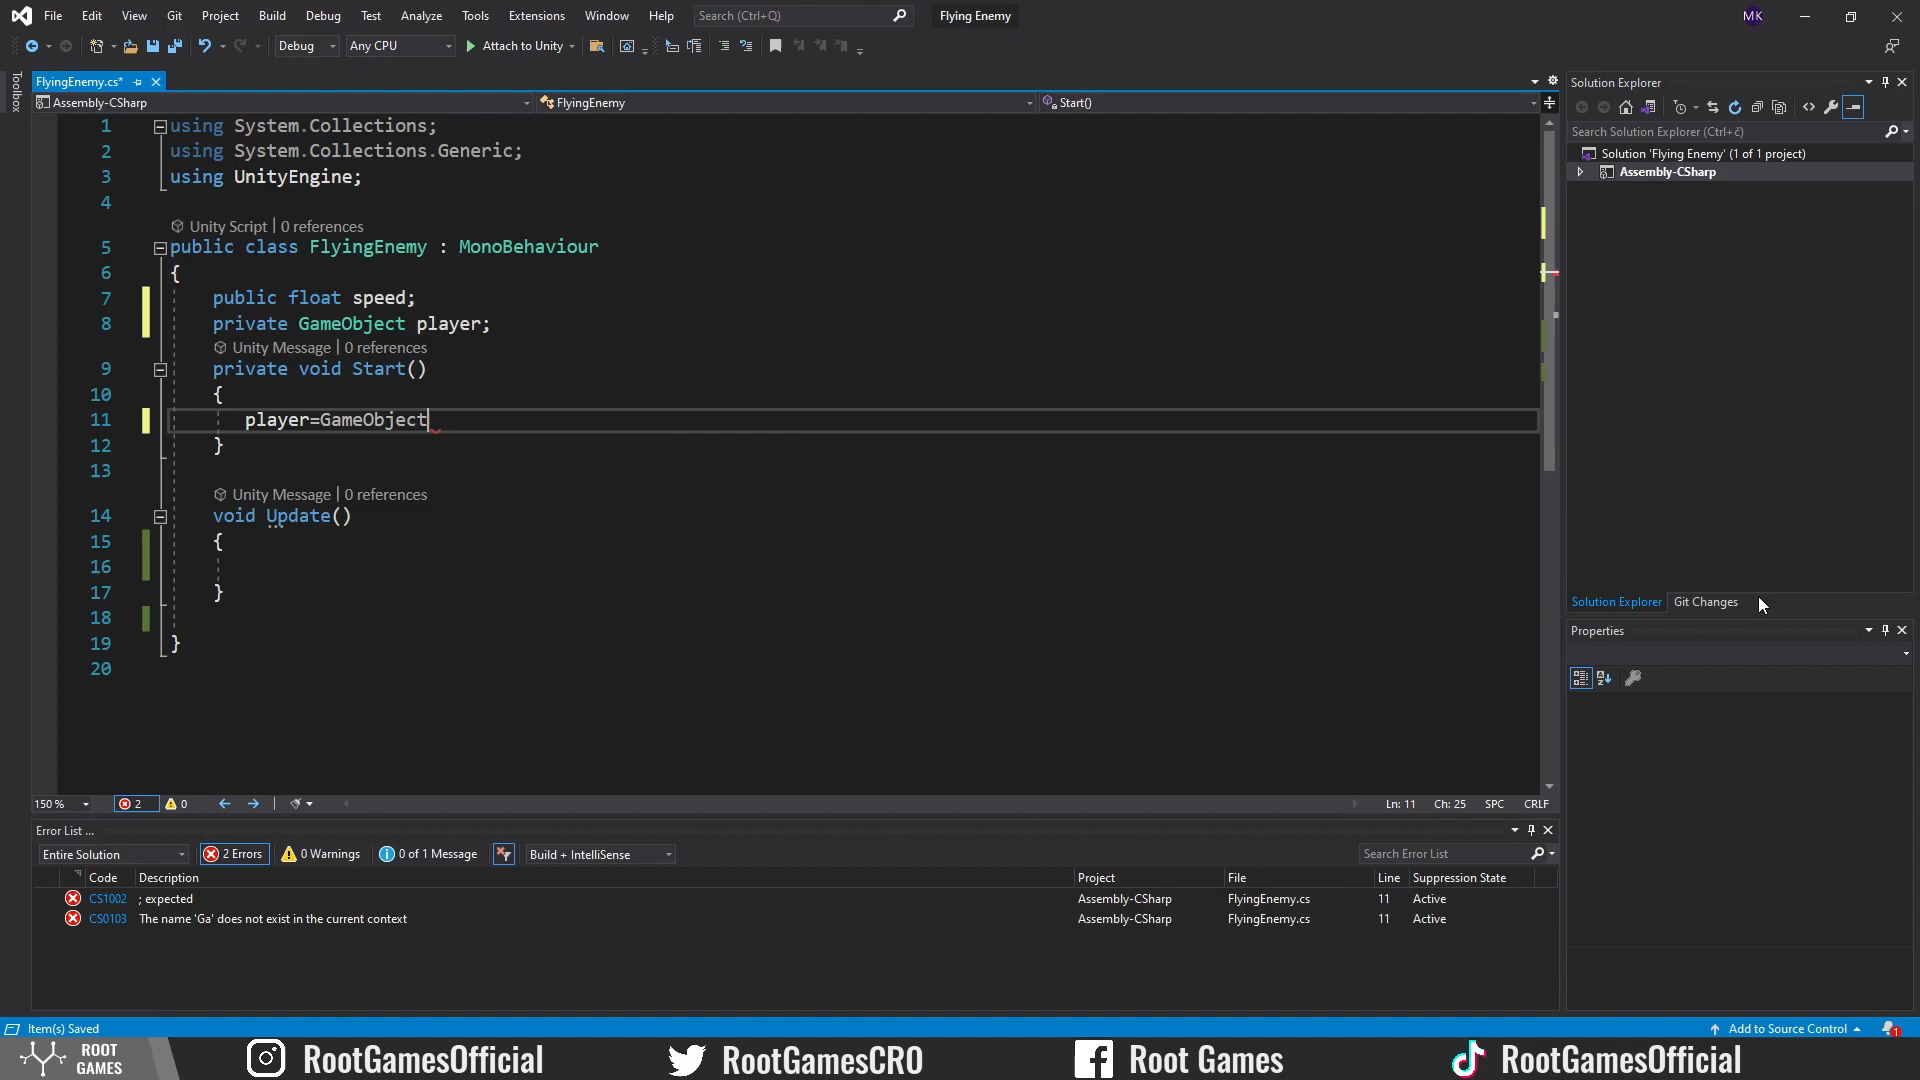 File Edit View Git Project Build Debug Test Analyze Tools Extensions Window Help Search (Ctrl+Q) Flying Enemy MK
Debug Any CPU Attach to Unity
Toolbox
FlyingEnemy.cs*
Assembly-CSharp FlyingEnemy Start()
1 using System.Collections;
2 using System.Collections.Generic;
3 using UnityEngine;
4
Unity Script | 0 references
5 public class FlyingEnemy : MonoBehaviour
6 {
7 public float speed;
8 private GameObject player;
Unity Message | 0 references
9 private void Start()
10 {
11 player=GameObject
12 }
13
Unity Message | 0 references
14 void Update()
15 {
16
17 }
18
19 }
20
150 % 2 0 Ln: 11 Ch: 25 SPC CRLF
Solution Explorer
Search Solution Explorer (Ctrl+č)
Solution 'Flying Enemy' (1 of 1 project)
Assembly-CSharp
Solution Explorer Git Changes
Properties
Error List ...
Entire Solution 2 Errors 0 Warnings 0 of 1 Message Build + IntelliSense Search Error List
Code Description Project File Line Suppression State
CS1002 ; expected Assembly-CSharp FlyingEnemy.cs 11 Active
CS0103 The name 'Ga' does not exist in the current context Assembly-CSharp FlyingEnemy.cs 11 Active
Item(s) Saved Add to Source Control 1
ROOT GAMES RootGamesOfficial RootGamesCRO Root Games RootGamesOfficial